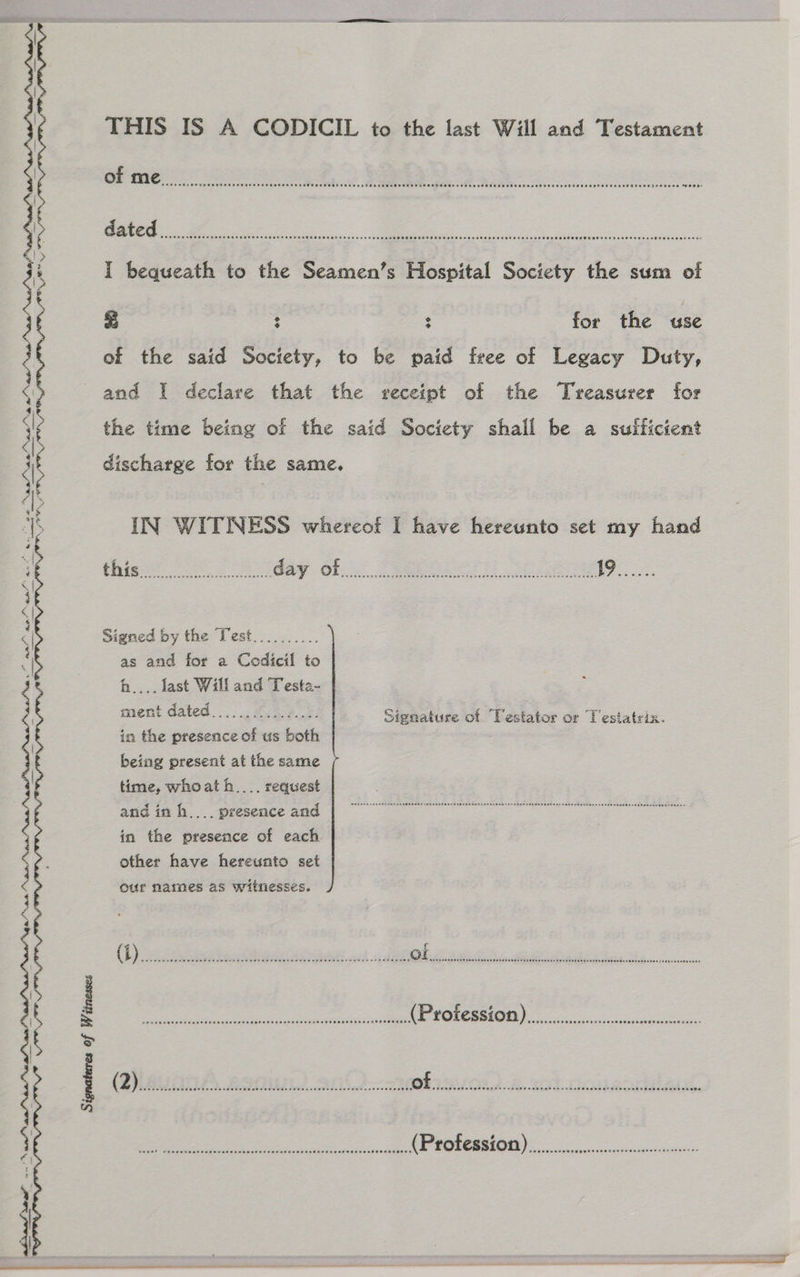 THIS IS A CODICIL to the last Will and Testament
of me
dated
I bequeath to the Seamen's Hospital Society the sum of
£ : : for the use
of the said Society, to be paid free of Legacy Duty,
and I declare that the receipt of the Treasurer for
the time being of the said Society shall be a sufficient
discharge for the same.
IN WITNESS whereof I have hereunto set my hand
this day of 19......
Signed by the Test..........
as and for a Codicil to
h.... last Will and Testa-
ment dated
in the presence of us both
being present at the same
time, who at h.... request
and in h.... presence and
in the presence of each
other have hereunto set
our names as witnesses.
Signature of Testator or Testatrix.
Signatures of Witnesses
(1) of
(Profession)
(2) of
(Profession)